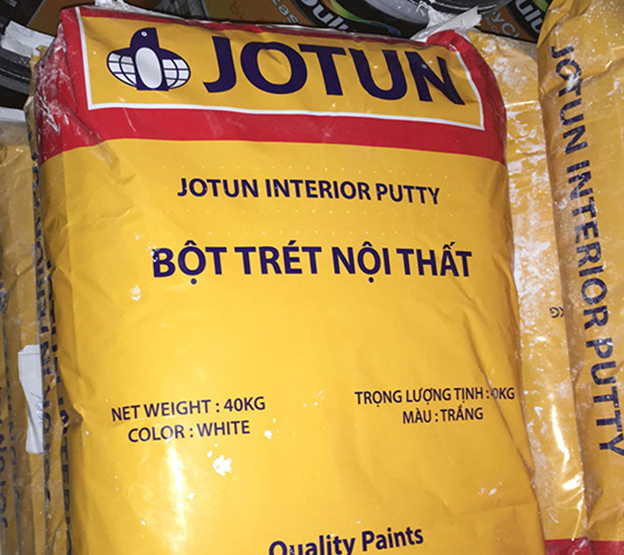 JOTUN
JOTUN INTERIOR PUTTY
BỘT TRÉT NỘI THẤT
NET WEIGHT : 40KG
COLOR : WHITE
TRỌNG LƯỢNG TỊNH : 0KG
MÀU : TRẮNG
Quality Paints
JOTUN INTERIOR PUTTY